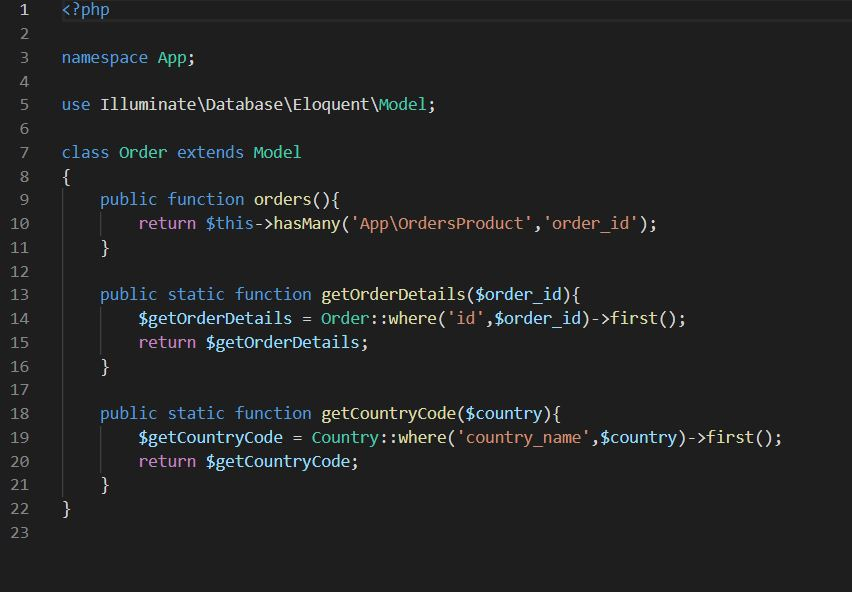 1 <?php
2
3 namespace App;
4
5 use Illuminate\Database\Eloquent\Model;
6
7 class Order extends Model
8 {
9     public function orders(){
10         return $this->hasMany('App\OrdersProduct','order_id');
11     }
12
13     public static function getOrderDetails($order_id){
14         $getOrderDetails = Order::where('id',$order_id)->first();
15         return $getOrderDetails;
16     }
17
18     public static function getCountryCode($country){
19         $getCountryCode = Country::where('country_name',$country)->first();
20         return $getCountryCode;
21     }
22 }
23